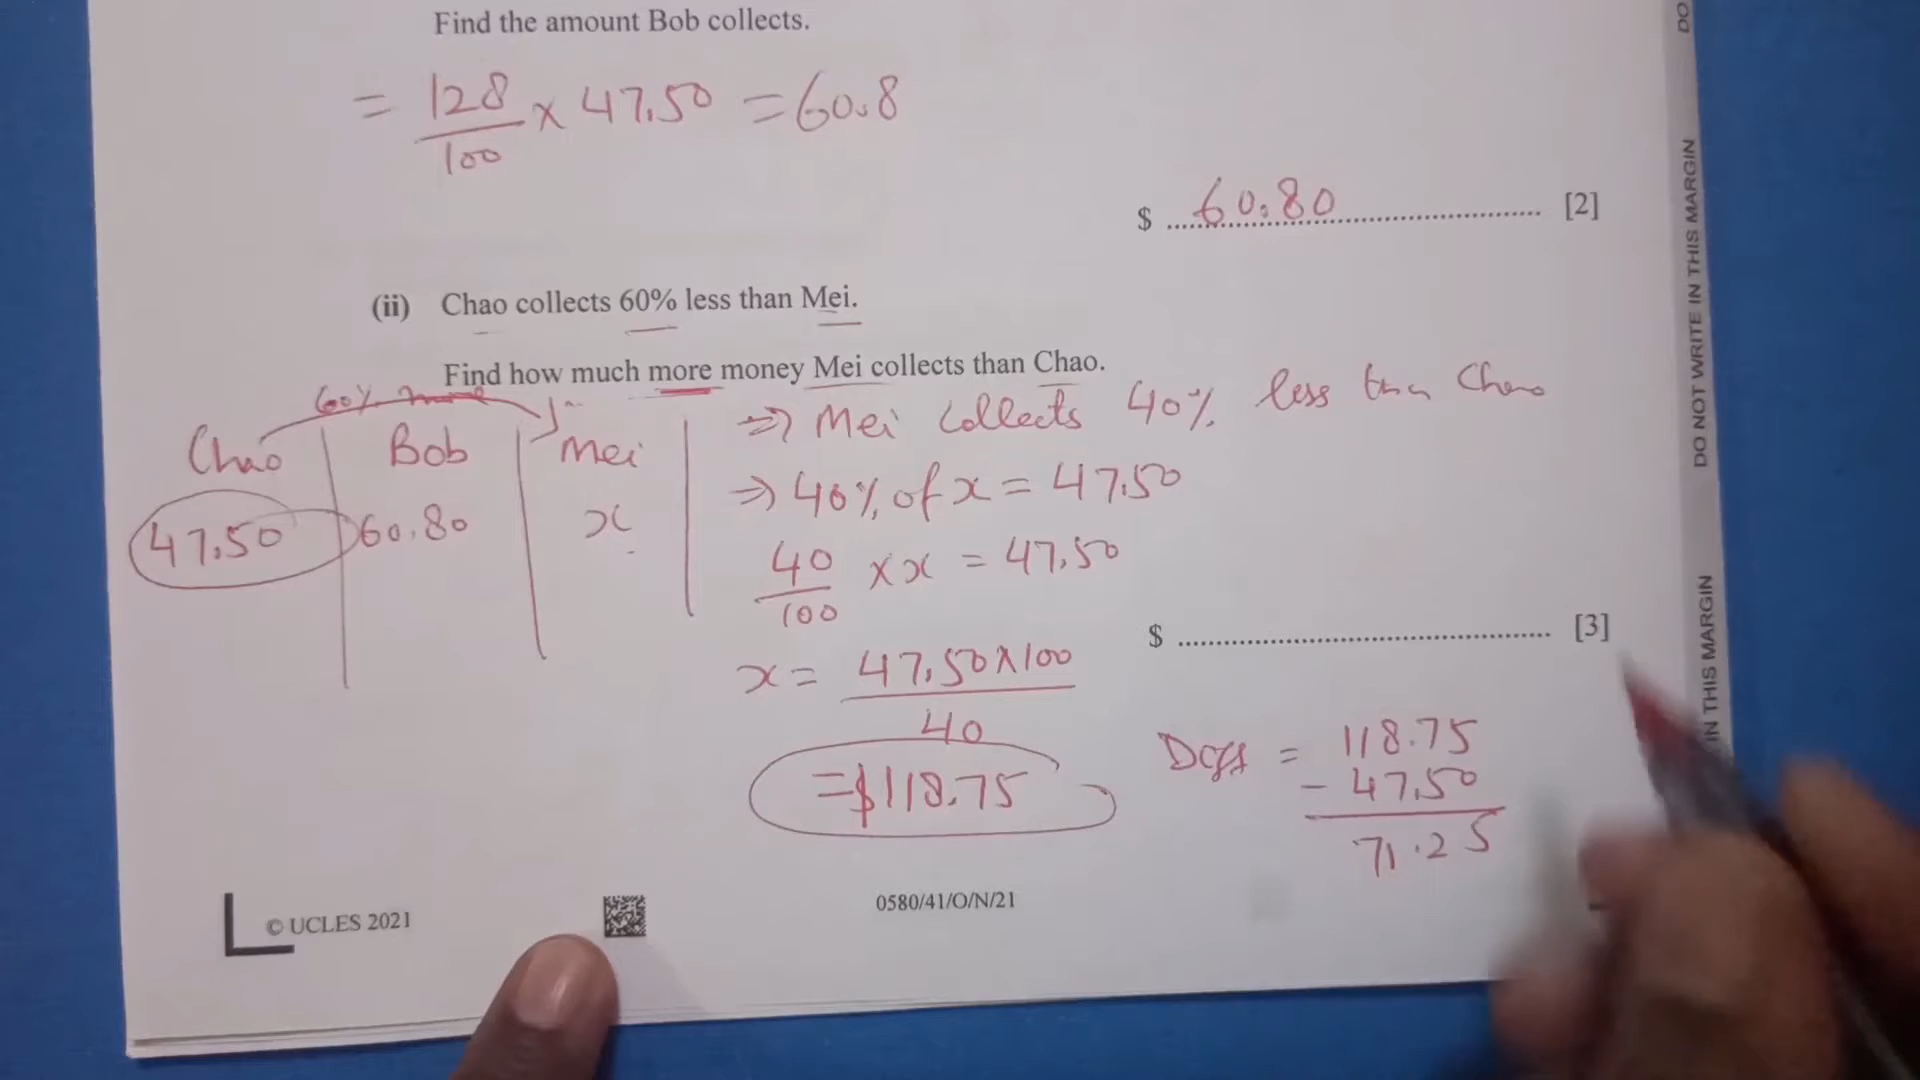 Find the amount Bob collects.
= 128/100 × 47.50 = 60.8
$ 60.80 [2]
(ii) Chao collects 60% less than Mei.
Find how much more money Mei collects than Chao.
60%
Chao | Bob | Mei
47.50 | 60.80 | x
⇒ Mei collects 40% less than Chao
⇒ 40% of x = 47.50
40/100 × x = 47.50
x = 47.50×100/40
= $118.75
$ ........ [3]
= 118.75
- 47.50
71.25
© UCLES 2021
0580/41/O/N/21
DO
DO NOT WRITE IN THIS MARGIN
IN THIS MARGIN